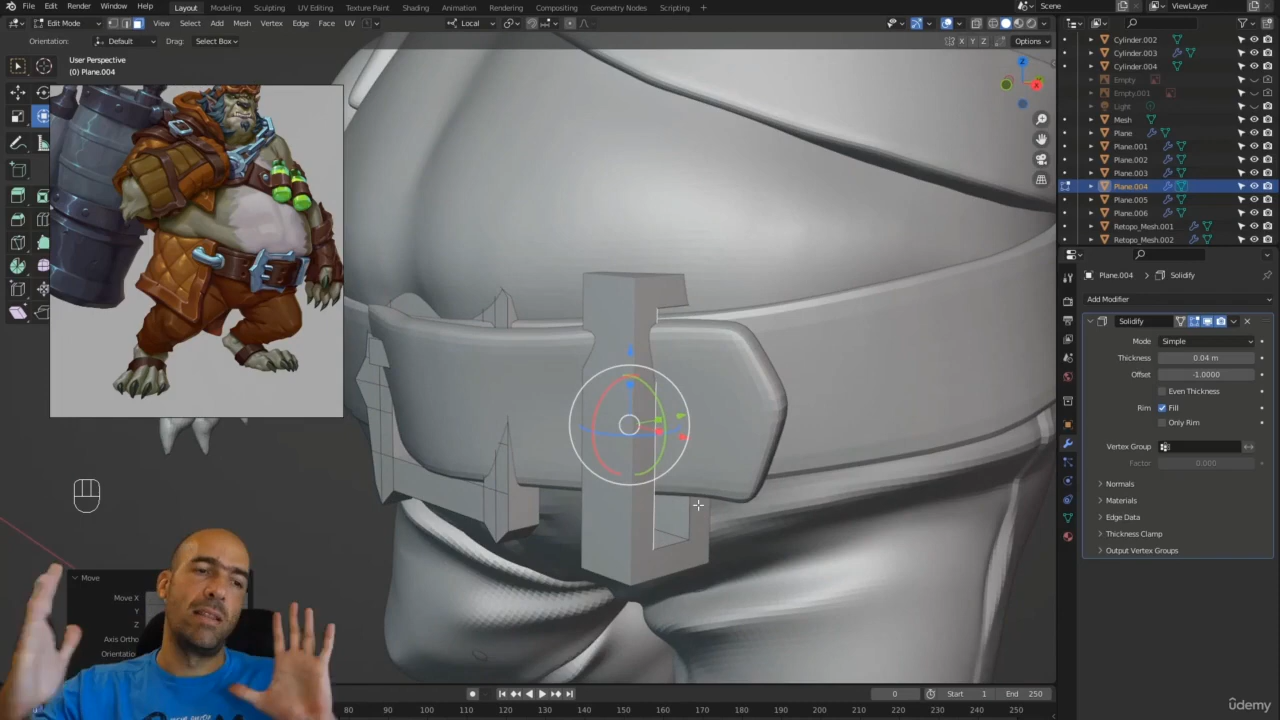 File Edit Render Window Help Layout Modeling Sculpting UV Editing Texture Paint Shading Animation Rendering Compositing Geometry Nodes Scripting + Scene ViewLayer
Edit Mode View Select Add Mesh Vertex Edge Face UV Local
Orientation: Default Drag: Select Box X Y Z Options
User Perspective
(0) Plane.004
Z
X
Cylinder.002
Cylinder.003
Cylinder.004
Empty
Empty.001
Light
Mesh
Plane
Plane.001
Plane.002
Plane.003
Plane.004
Plane.005
Plane.006
Retopo_Mesh.001
Retopo_Mesh.002
Plane.004 > Solidify
Add Modifier
Solidify
Mode Simple
Thickness 0.04 m
Offset -1.0000
Even Thickness
Rim Fill
Only Rim
Vertex Group
Factor 0.000
Normals
Materials
Edge Data
Thickness Clamp
Output Vertex Groups
Move
Move X
Y
Z
Axis Ortho
Orientatio
0 Start 1 End 250
80 90 100 110 120 130 140 150 160 170 180 190 200 210 220 230 240 250
ûdemy